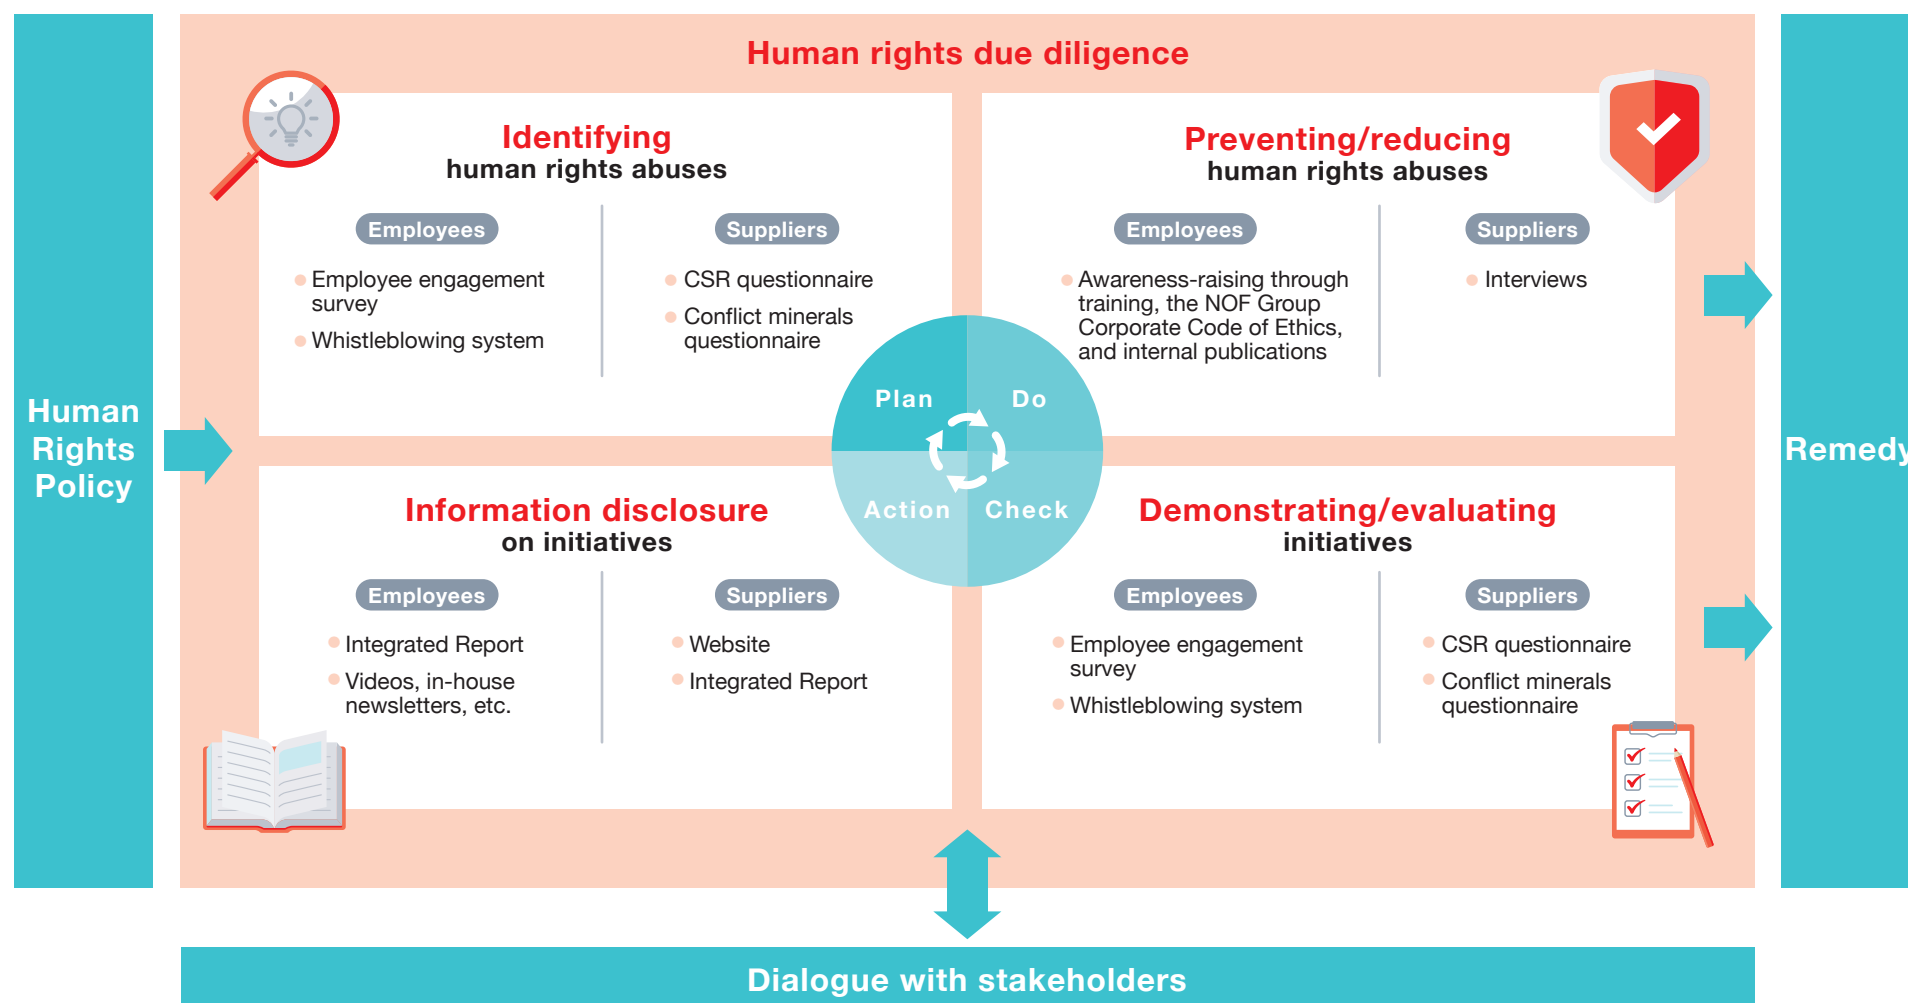 Human rights due diligence
Human
Rights
Policy
Identifying
human rights abuses
Employees
Employee engagement
survey
Whistleblowing system
Suppliers
CSR questionnaire
Conflict minerals
questionnaire
Preventing/reducing
human rights abuses
Employees
Awareness-raising through
training, the NOF Group
Corporate Code of Ethics,
and internal publications
Suppliers
Interviews
Plan
Do
Action
Check
Information disclosure
on initiatives
Employees
Integrated Report
Videos, in-house
newsletters, etc.
Suppliers
Website
Integrated Report
Demonstrating/evaluating
initiatives
Employees
Employee engagement
survey
Whistleblowing system
Suppliers
CSR questionnaire
Conflict minerals
questionnaire
Remedy
Dialogue with stakeholders